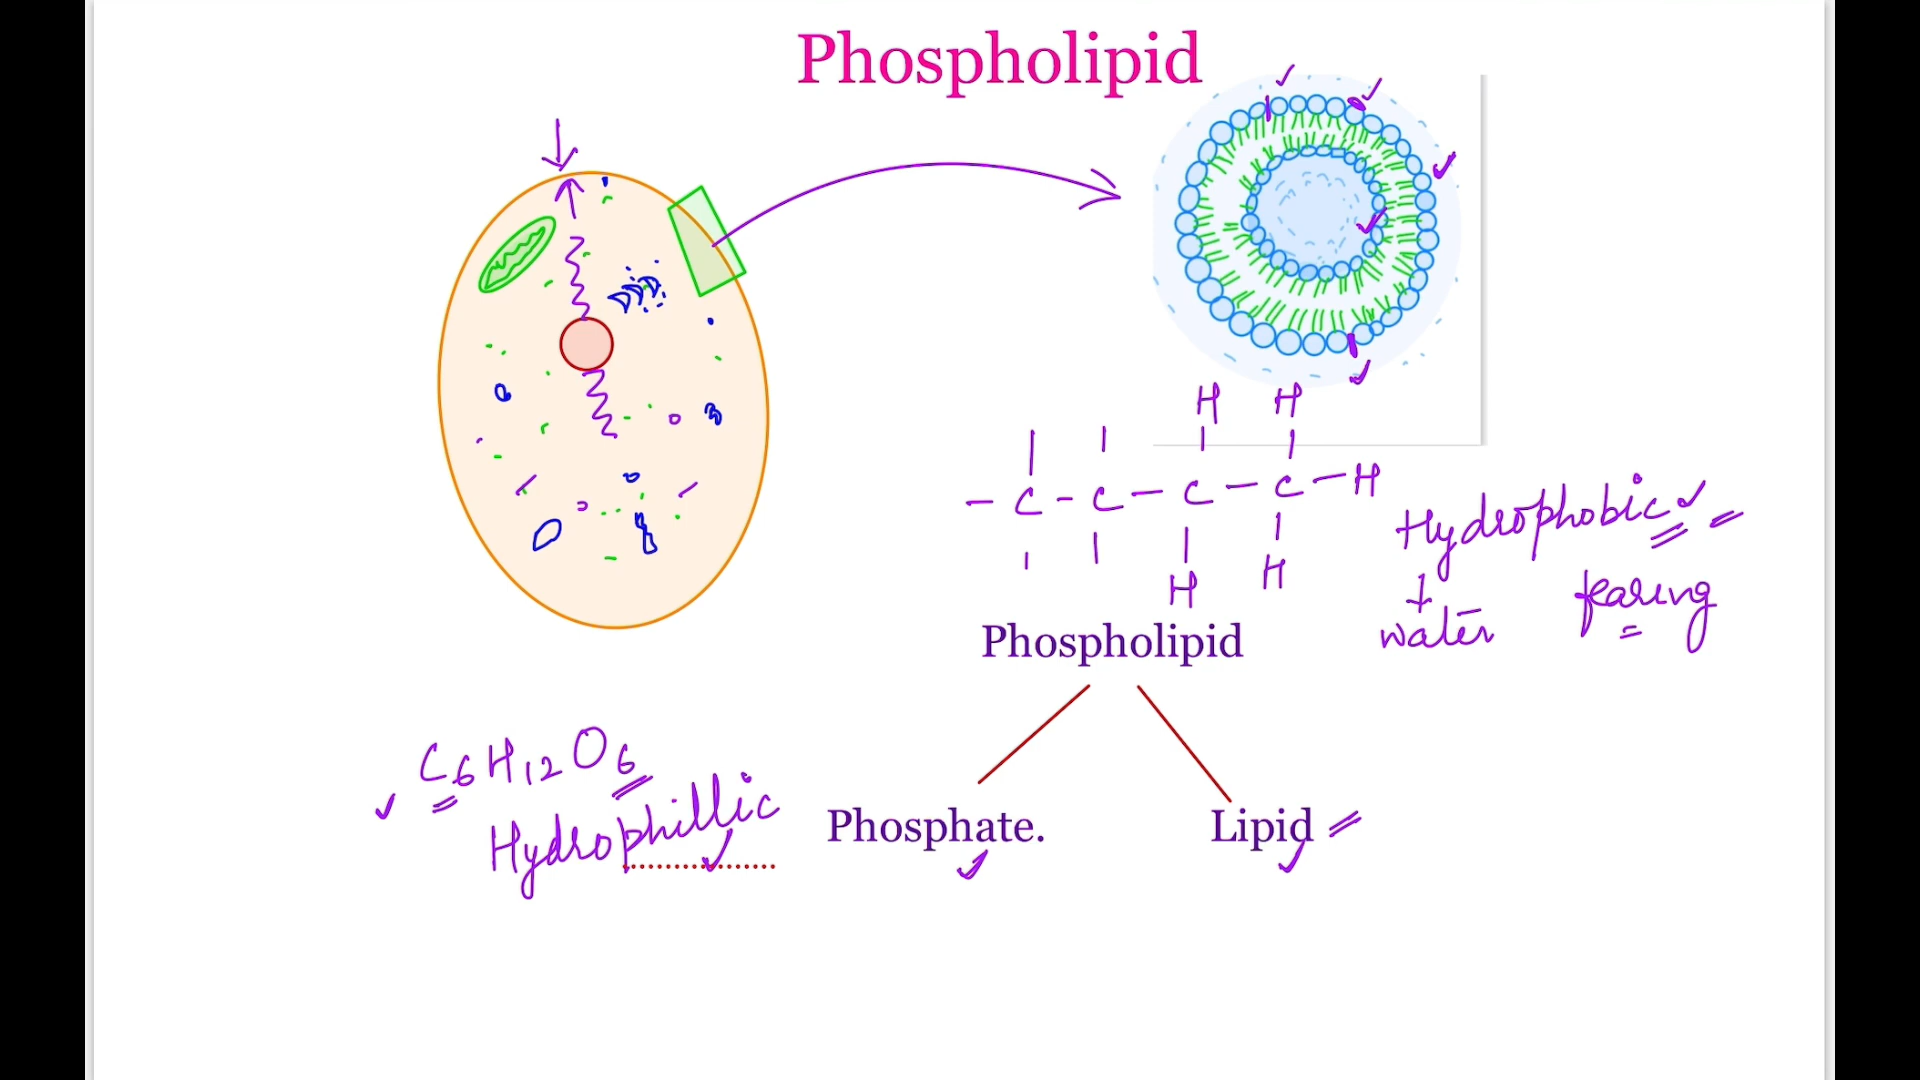 Phospholipid
H H
- C - C - C - C - H
H H
Hydrophobic
water fearing
Phospholipid
C6H12O6
Hydrophillic
Phosphate.
Lipid